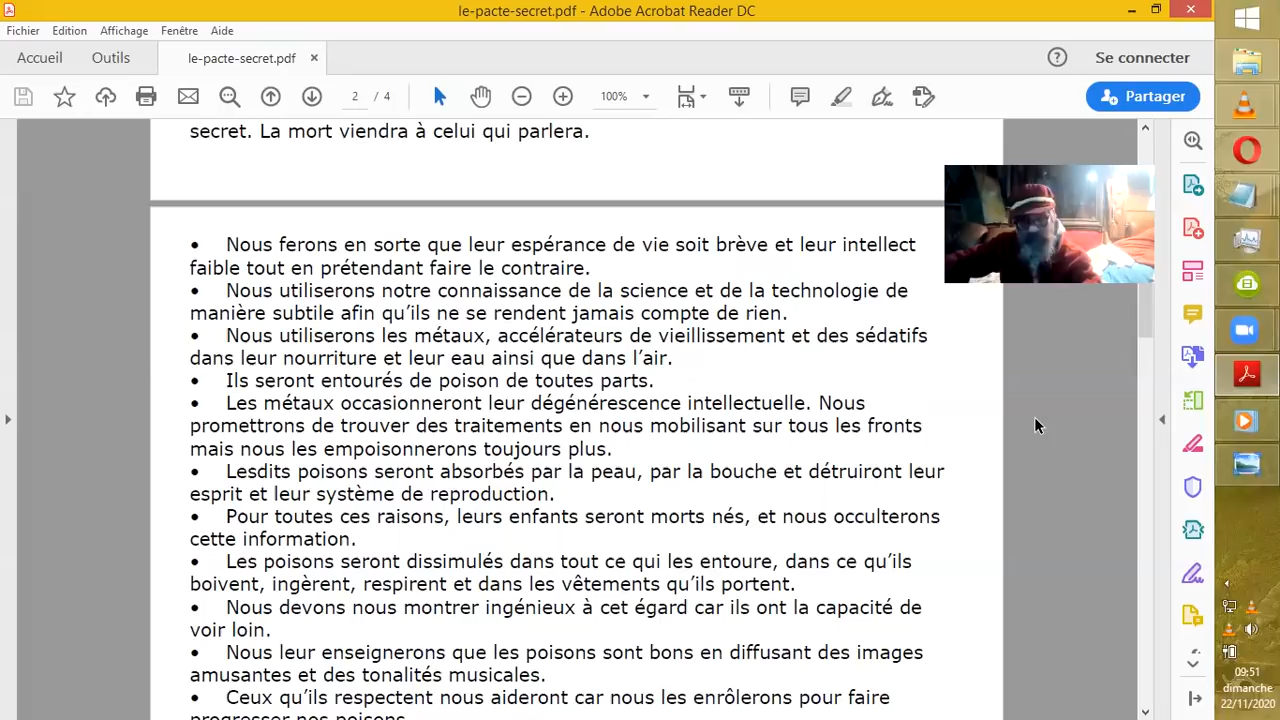 le-pacte-secret.pdf - Adobe Acrobat Reader DC
Fichier Edition Affichage Fenêtre Aide
Accueil Outils le-pacte-secret.pdf × Se connecter
2 / 4 100% Partager
secret. La mort viendra à celui qui parlera.
• Nous ferons en sorte que leur espérance de vie soit brève et leur intellect
faible tout en prétendant faire le contraire.
• Nous utiliserons notre connaissance de la science et de la technologie de
manière subtile afin qu’ils ne se rendent jamais compte de rien.
• Nous utiliserons les métaux, accélérateurs de vieillissement et des sédatifs
dans leur nourriture et leur eau ainsi que dans l’air.
• Ils seront entourés de poison de toutes parts.
• Les métaux occasionneront leur dégénérescence intellectuelle. Nous
promettrons de trouver des traitements en nous mobilisant sur tous les fronts
mais nous les empoisonnerons toujours plus.
• Lesdits poisons seront absorbés par la peau, par la bouche et détruiront leur
esprit et leur système de reproduction.
• Pour toutes ces raisons, leurs enfants seront morts nés, et nous occulterons
cette information.
• Les poisons seront dissimulés dans tout ce qui les entoure, dans ce qu’ils
boivent, ingèrent, respirent et dans les vêtements qu’ils portent.
• Nous devons nous montrer ingénieux à cet égard car ils ont la capacité de
voir loin.
• Nous leur enseignerons que les poisons sont bons en diffusant des images
amusantes et des tonalités musicales.
• Ceux qu’ils respectent nous aideront car nous les enrôlerons pour faire
progresser nos poisons.
09:51
dimanche
22/11/2020